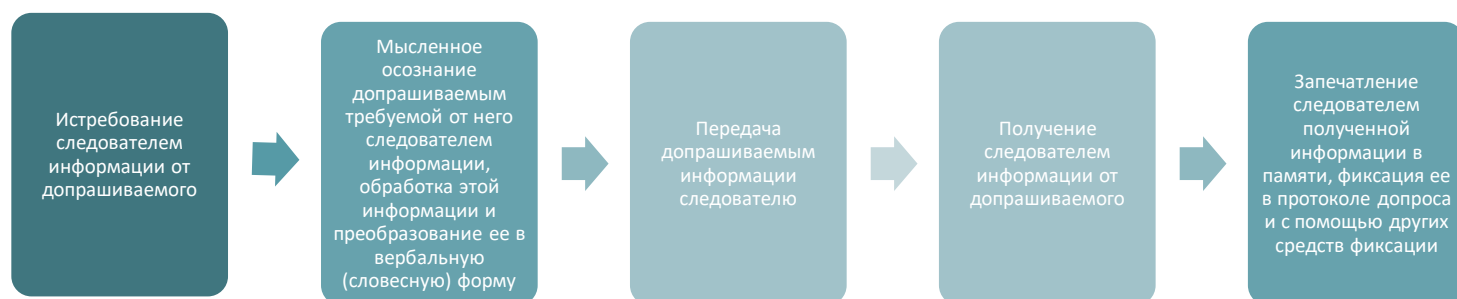 Истребование
следователем
информации от
допрашиваемого
Мысленное
осознание
допрашиваемым
требуемой от него
следователем
информации,
обработка этой
информации и
преобразование ее в
вербальную
(словесную) форму
Передача
допрашиваемым
информации
следователю
Получение
следователем
информации от
допрашиваемого
Запечатление
следователем
полученной
информации в
памяти, фиксация ее
в протоколе допроса
и с помощью других
средств фиксации